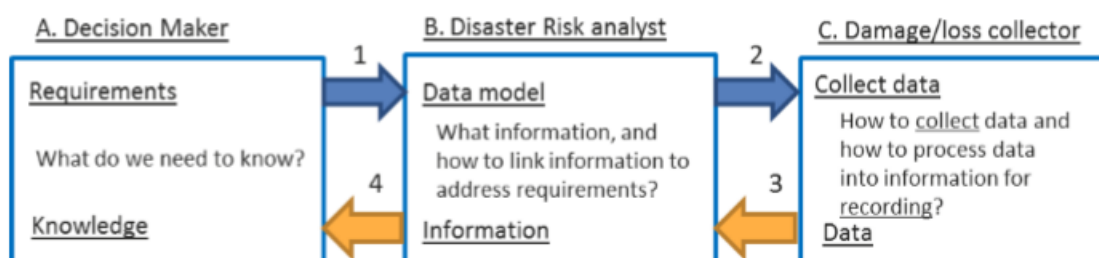 A. Decision Maker
B. Disaster Risk analyst
C. Damage/loss collector
1
2
Requirements
What do we need to know?
Knowledge
Data model
What information, and
how to link information to
address requirements?
Information
Collect data
How to collect data and
how to process data
into information for
recording?
Data
4
3